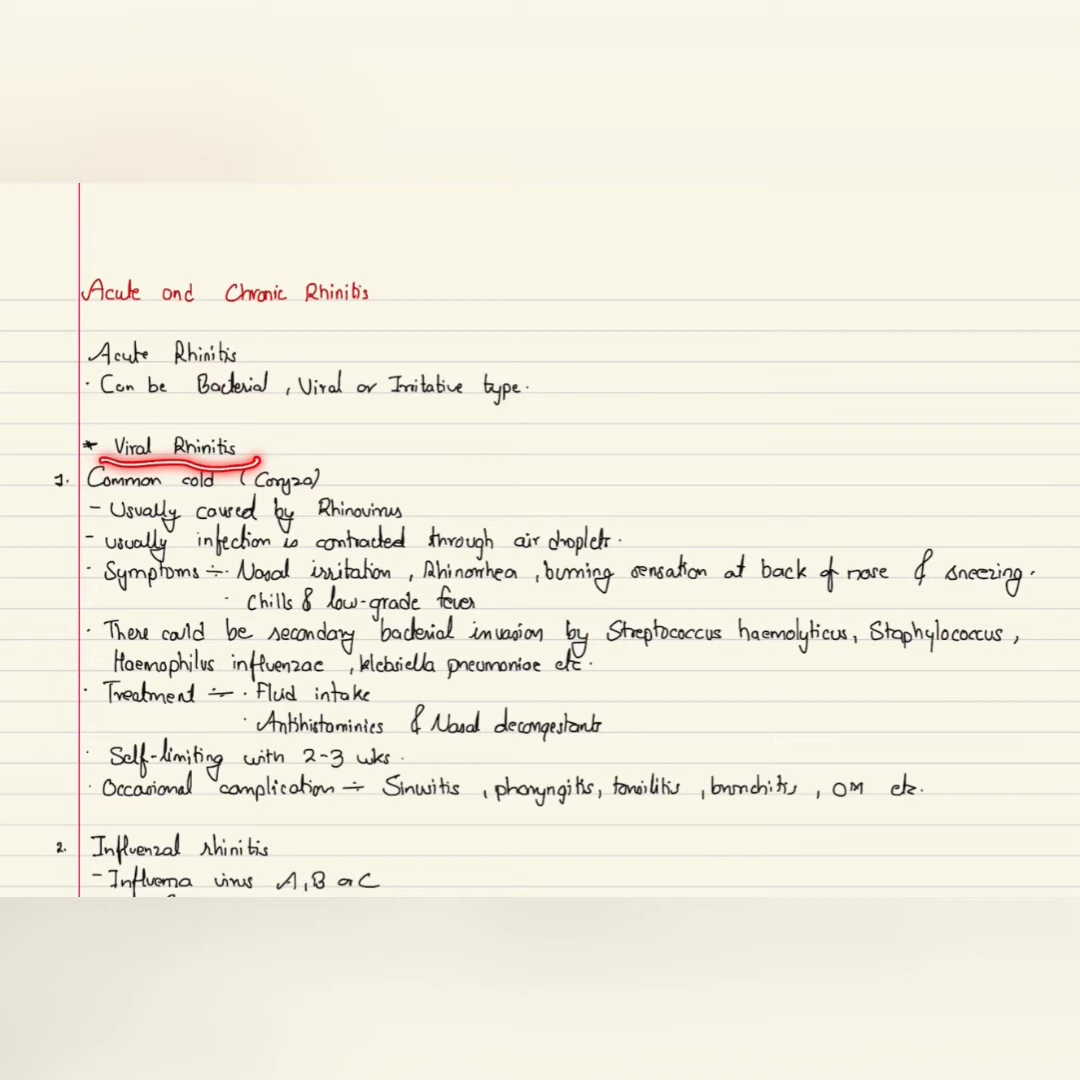 Acute and Chronic Rhinitis
Acute Rhinitis
· Can be Bacterial, Viral or Irritative type.
* Viral Rhinitis
1. Common cold (Coryza)
- Usually caused by Rhinovirus
- usually infection is contracted through air droplets.
· Symptoms ÷ · Nasal irritation, Rhinorrhea, burning sensation at back of nose & sneezing.
· Chills & low-grade fever
· There could be secondary bacterial invasion by Streptococcus haemolyticus, Staphylococcus,
Haemophilus influenzae, klebsiella pneumoniae etc.
· Treatment ÷ · Fluid intake
· Antihistaminics & Nasal decongestants
· Self-limiting with 2-3 wks.
· Occasional complication ÷ Sinusitis, pharyngitis, tonsilitis, bronchitis, OM etc.
2. Influenzal rhinitis
- Influenza virus A, B or C